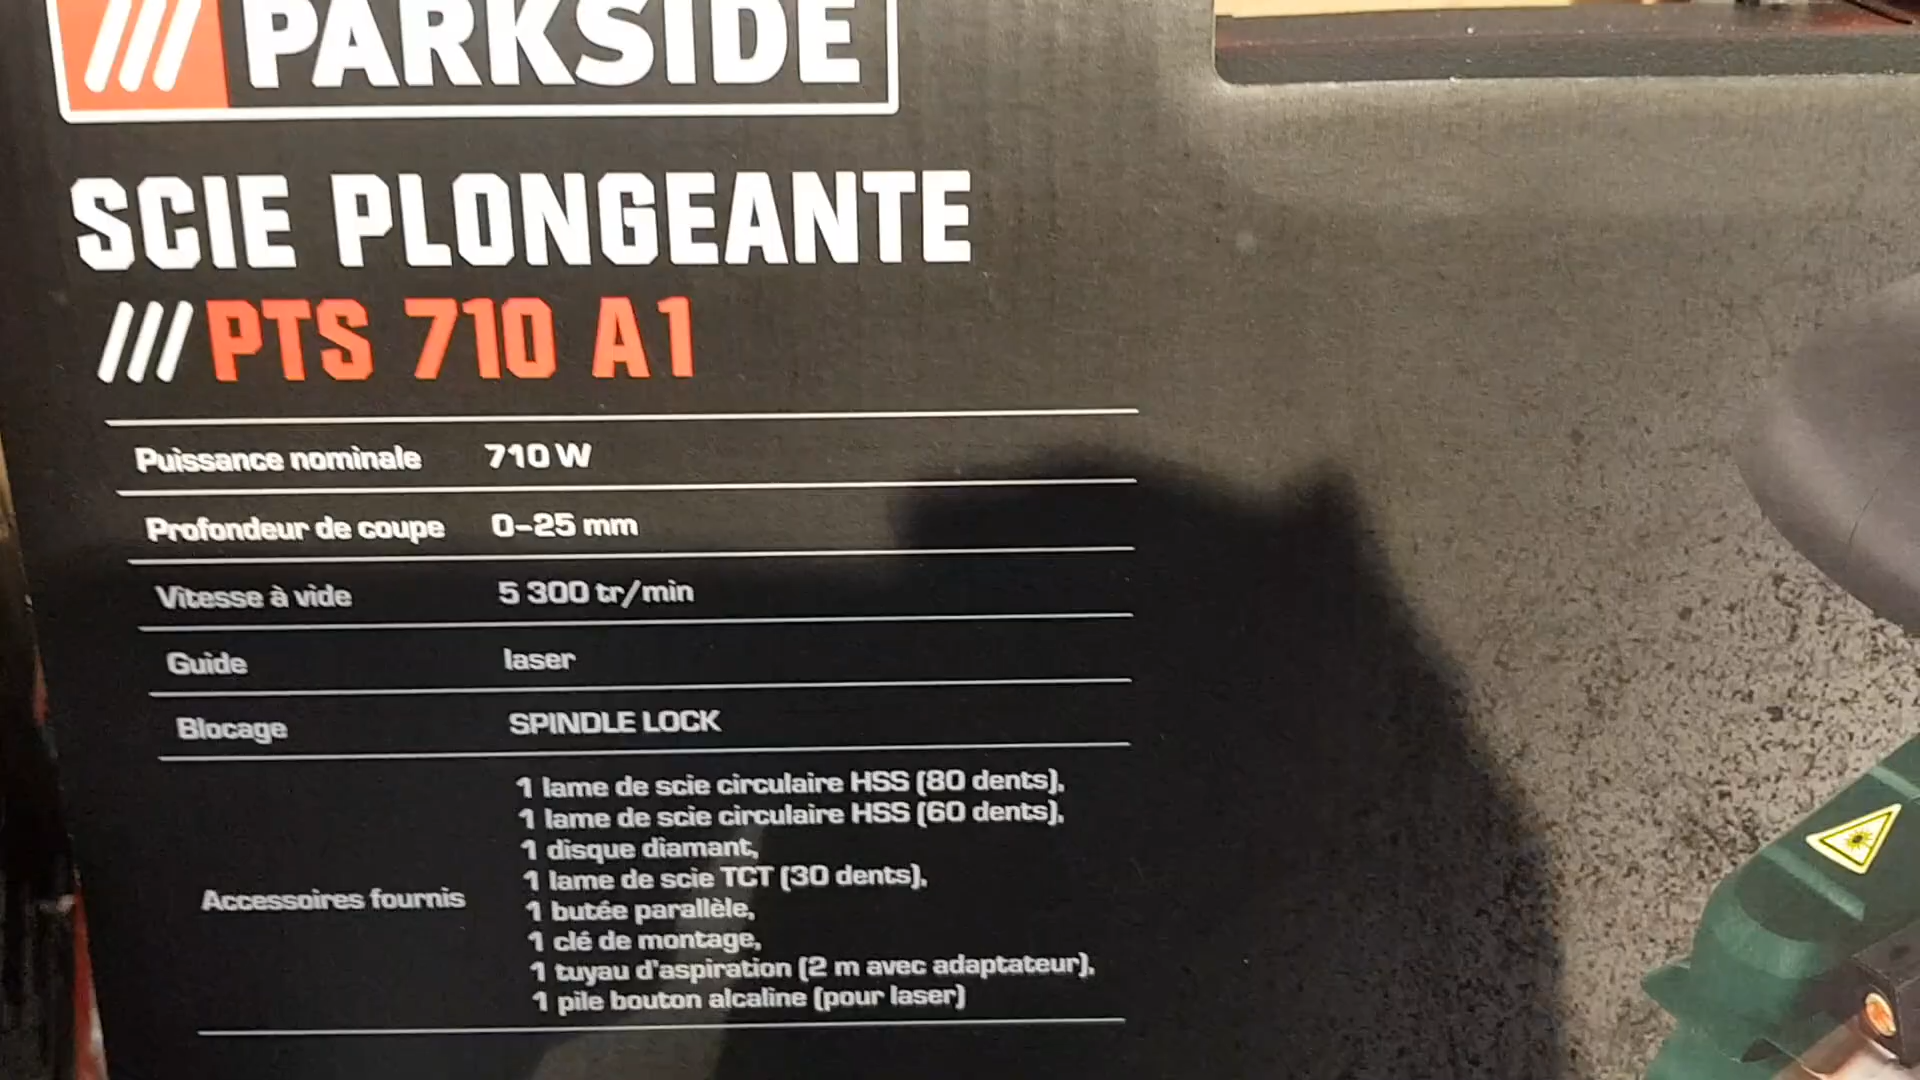 PARKSIDE
SCIE PLONGEANTE
PTS 710 A1
Puissance nominale 710 W
Profondeur de coupe 0-25 mm
Vitesse à vide 5 300 tr/min
Guide laser
Blocage SPINDLE LOCK
Accessoires fournis
1 lame de scie circulaire HSS (80 dents),
1 lame de scie circulaire HSS (60 dents),
1 disque diamant,
1 lame de scie TCT (30 dents),
1 butée parallèle,
1 clé de montage,
1 tuyau d'aspiration (2 m avec adaptateur),
1 pile bouton alcaline (pour laser)